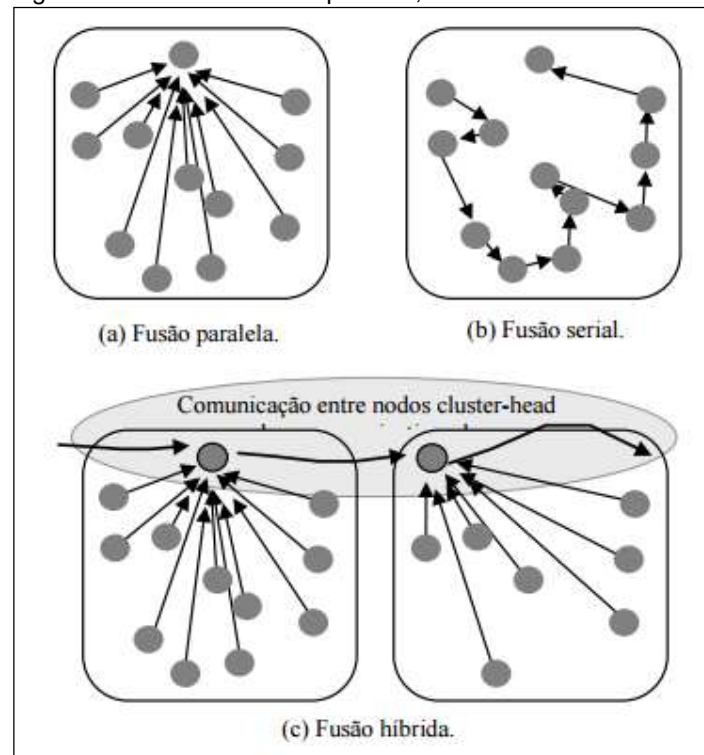 (a) Fusão paralela.
(b) Fusão serial.
Comunicação entre nodos cluster-head
(c) Fusão híbrida.